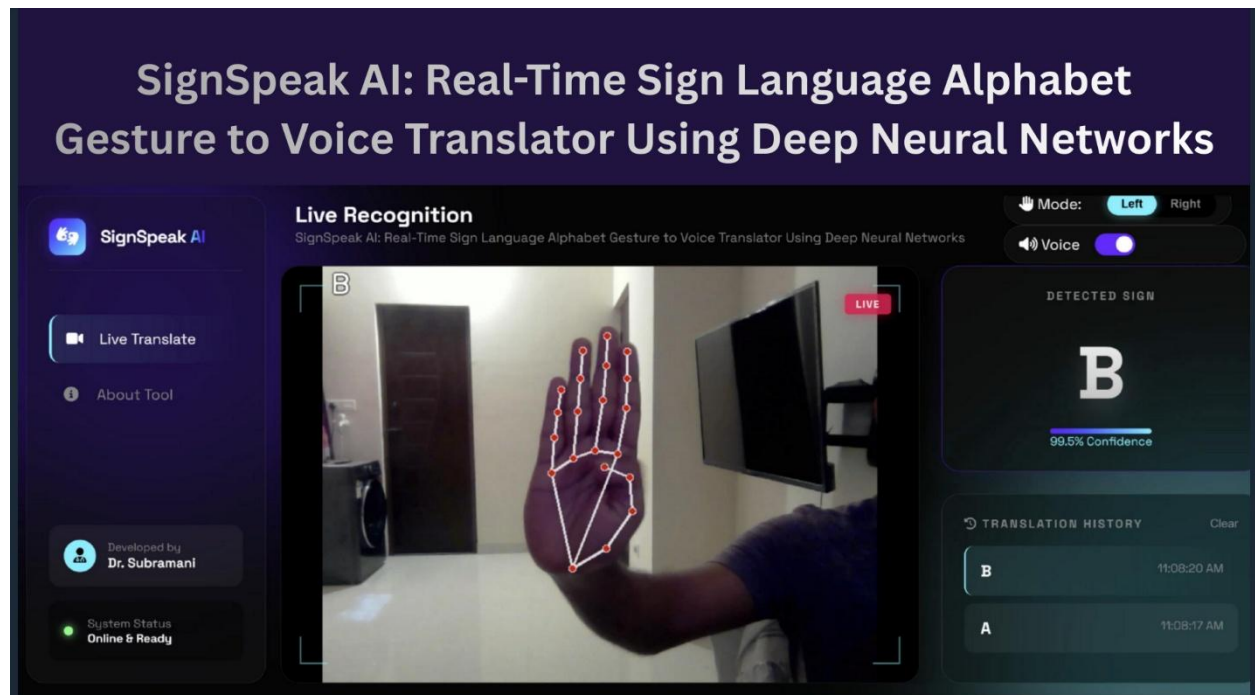 SignSpeak AI: Real-Time Sign Language Alphabet
Gesture to Voice Translator Using Deep Neural Networks
SignSpeak AI
Live Translate
About Tool
Developed by
Dr. Subramani
System Status
Online & Ready
Live Recognition
SignSpeak AI: Real-Time Sign Language Alphabet Gesture to Voice Translator Using Deep Neural Networks
B
LIVE
Mode: Left Right
Voice
DETECTED SIGN
B
99.5% Confidence
TRANSLATION HISTORY Clear
B 11:08:20 AM
A 11:08:17 AM